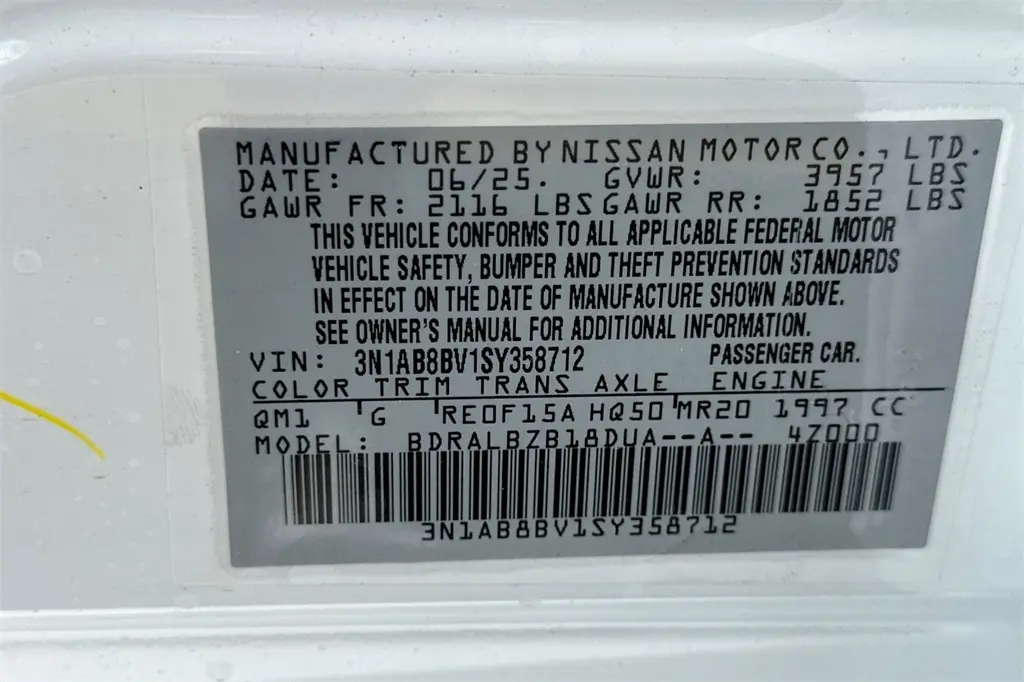 MANUFACTURED BY NISSAN MOTOR CO., LTD.
DATE: 06/25. GVWR: 3957 LBS
GAWR FR: 2116 LBS GAWR RR: 1852 LBS
THIS VEHICLE CONFORMS TO ALL APPLICABLE FEDERAL MOTOR
VEHICLE SAFETY, BUMPER AND THEFT PREVENTION STANDARDS
IN EFFECT ON THE DATE OF MANUFACTURE SHOWN ABOVE.
SEE OWNER'S MANUAL FOR ADDITIONAL INFORMATION.
VIN: 3N1AB8BV1SY358712 PASSENGER CAR.
COLOR TRIM TRANS AXLE ENGINE
QM1 G RE0F15A HQ50 MR20 1997 CC
MODEL: BDRALBZB18DUA--A-- 4Z000
3N1AB8BV1SY358712